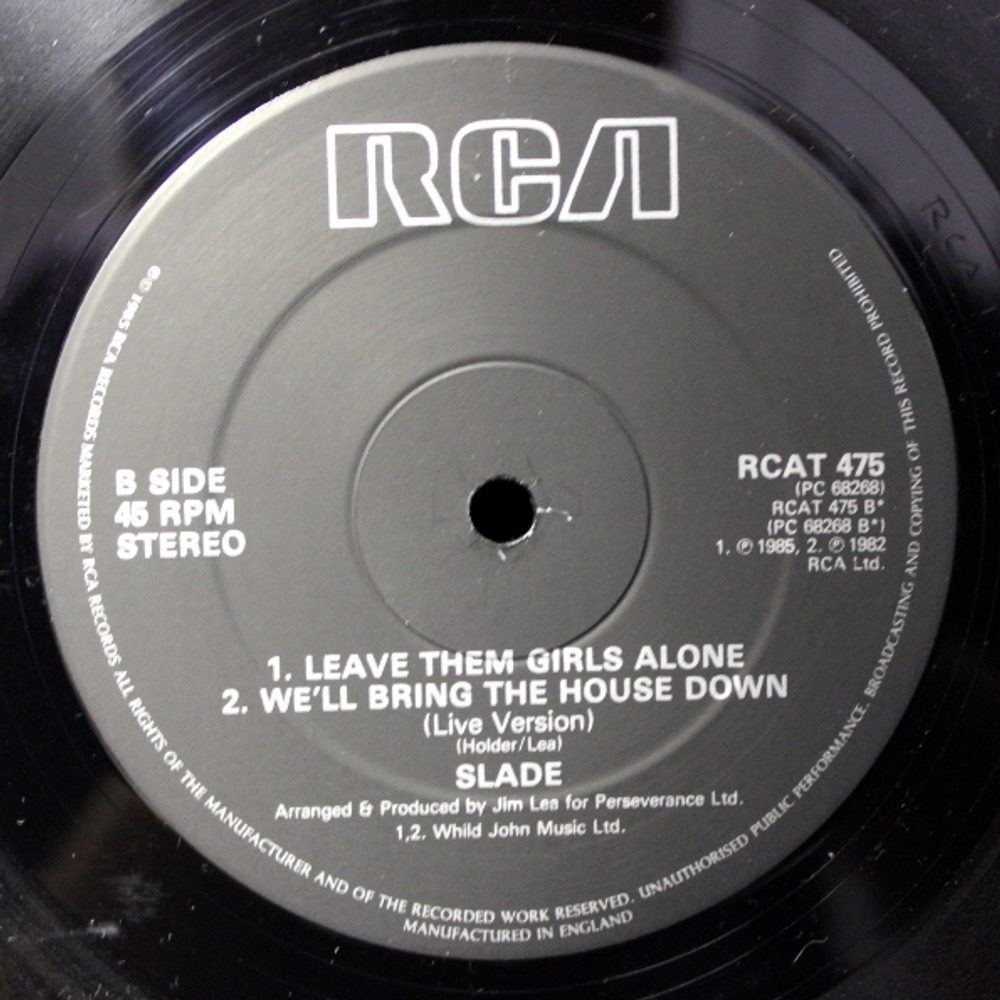 RCA
RCA
℗© 1985 RCA RECORDS MARKETED BY RCA RECORDS ALL RIGHTS OF THE MANUFACTURER AND OF THE RECORDED WORK RESERVED. UNAUTHORISED PUBLIC PERFORMANCE. BROADCASTING AND COPYING OF THIS RECORD PROHIBITED
B SIDE
45 RPM
STEREO
RCAT 475
(PC 68268)
RCAT 475 B*
(PC 68268 B*)
1. ℗ 1985, 2. ℗ 1982
RCA Ltd.
1. LEAVE THEM GIRLS ALONE
2. WE'LL BRING THE HOUSE DOWN
(Live Version)
(Holder/Lea)
SLADE
Arranged & Produced by Jim Lea for Perseverance Ltd.
1,2. Whild John Music Ltd.
MANUFACTURED IN ENGLAND